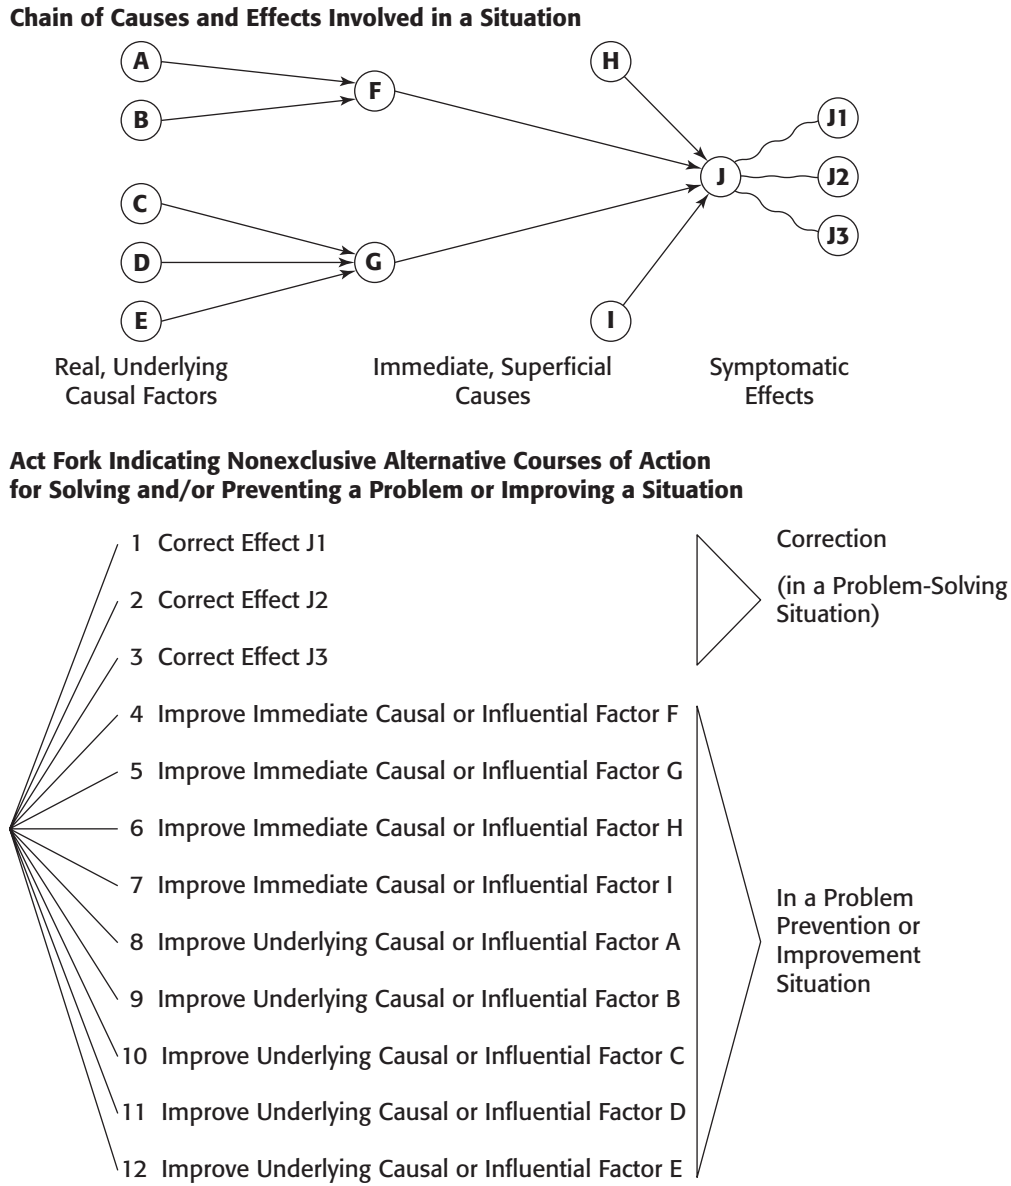 Chain of Causes and Effects Involved in a Situation
A
H
F
B
J1
J
J2
C
J3
D
G
E
I
Real, Underlying
Causal Factors
Immediate, Superficial
Causes
Symptomatic
Effects
Act Fork Indicating Nonexclusive Alternative Courses of Action
for Solving and/or Preventing a Problem or Improving a Situation
1 Correct Effect J1
2 Correct Effect J2
3 Correct Effect J3
Correction
(in a Problem-Solving
Situation)
4 Improve Immediate Causal or Influential Factor F
5 Improve Immediate Causal or Influential Factor G
6 Improve Immediate Causal or Influential Factor H
7 Improve Immediate Causal or Influential Factor I
8 Improve Underlying Causal or Influential Factor A
9 Improve Underlying Causal or Influential Factor B
10 Improve Underlying Causal or Influential Factor C
11 Improve Underlying Causal or Influential Factor D
12 Improve Underlying Causal or Influential Factor E
In a Problem
Prevention or
Improvement
Situation